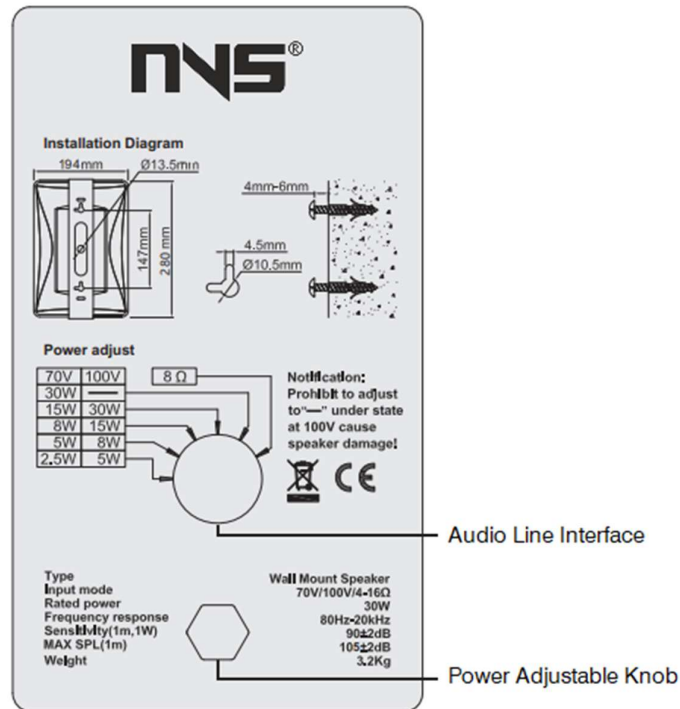 NVS®
Installation Diagram
194mm
Ø13.5min
147mm
280 mm
4mm-6mm
4.5mm
Ø10.5mm
Power adjust
70V 100V
30W —
15W 30W
8W 15W
5W 8W
2.5W 5W
8 Ω
Notification:
Prohibit to adjust
to“—” under state
at 100V cause
speaker damage!
CE
Audio Line Interface
Type Wall Mount Speaker
Input mode 70V/100V/4-16Ω
Rated power 30W
Frequency response 80Hz-20kHz
Sensitivity(1m,1W) 90±2dB
MAX SPL(1m) 105±2dB
Weight 3.2Kg
Power Adjustable Knob